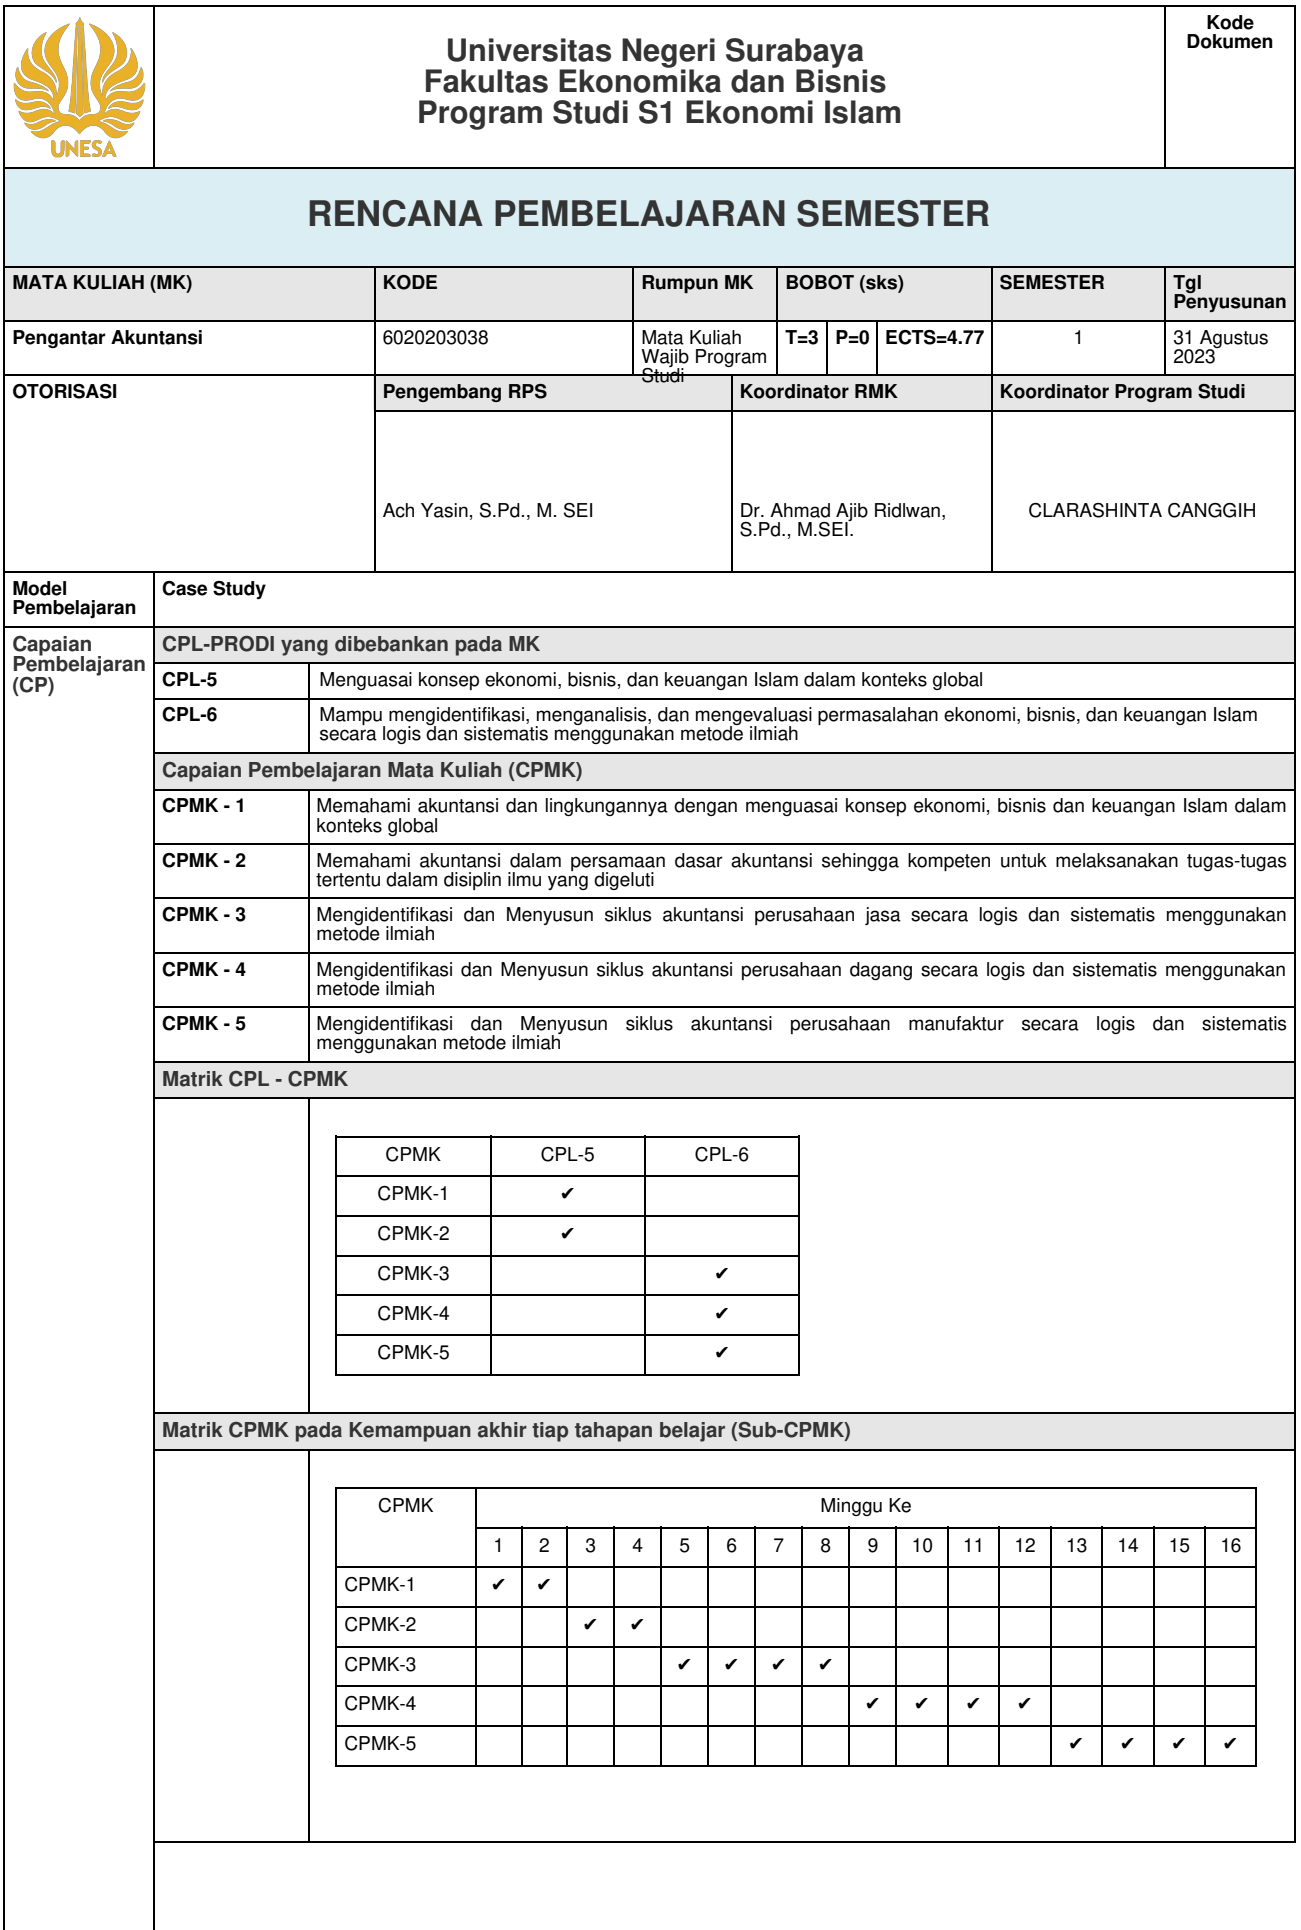 UNESA
Universitas Negeri Surabaya
Fakultas Ekonomika dan Bisnis
Program Studi S1 Ekonomi Islam
Kode
Dokumen
RENCANA PEMBELAJARAN SEMESTER
MATA KULIAH (MK) KODE Rumpun MK BOBOT (sks) SEMESTER Tgl
Penyusunan
Pengantar Akuntansi 6020203038 Mata Kuliah
Wajib Program
Studi
T=3 P=0 ECTS=4.77 1 31 Agustus
2023
OTORISASI Pengembang RPS Koordinator RMK Koordinator Program Studi
Ach Yasin, S.Pd., M. SEI Dr. Ahmad Ajib Ridlwan,
S.Pd., M.SEI.
CLARASHINTA CANGGIH
Model
Pembelajaran
Case Study
Capaian
Pembelajaran
(CP)
CPL-PRODI yang dibebankan pada MK
CPL-5 Menguasai konsep ekonomi, bisnis, dan keuangan Islam dalam konteks global
CPL-6 Mampu mengidentifikasi, menganalisis, dan mengevaluasi permasalahan ekonomi, bisnis, dan keuangan Islam
secara logis dan sistematis menggunakan metode ilmiah
Capaian Pembelajaran Mata Kuliah (CPMK)
CPMK - 1 Memahami akuntansi dan lingkungannya dengan menguasai konsep ekonomi, bisnis dan keuangan Islam dalam
konteks global
CPMK - 2 Memahami akuntansi dalam persamaan dasar akuntansi sehingga kompeten untuk melaksanakan tugas-tugas
tertentu dalam disiplin ilmu yang digeluti
CPMK - 3 Mengidentifikasi dan Menyusun siklus akuntansi perusahaan jasa secara logis dan sistematis menggunakan
metode ilmiah
CPMK - 4 Mengidentifikasi dan Menyusun siklus akuntansi perusahaan dagang secara logis dan sistematis menggunakan
metode ilmiah
CPMK - 5 Mengidentifikasi dan Menyusun siklus akuntansi perusahaan manufaktur secara logis dan sistematis
menggunakan metode ilmiah
Matrik CPL - CPMK
CPMK CPL-5 CPL-6
CPMK-1 ✔
CPMK-2 ✔
CPMK-3 ✔
CPMK-4 ✔
CPMK-5 ✔
Matrik CPMK pada Kemampuan akhir tiap tahapan belajar (Sub-CPMK)
CPMK Minggu Ke
1 2 3 4 5 6 7 8 9 10 11 12 13 14 15 16
CPMK-1 ✔ ✔
CPMK-2 ✔ ✔
CPMK-3 ✔ ✔ ✔ ✔
CPMK-4 ✔ ✔ ✔ ✔
CPMK-5 ✔ ✔ ✔ ✔